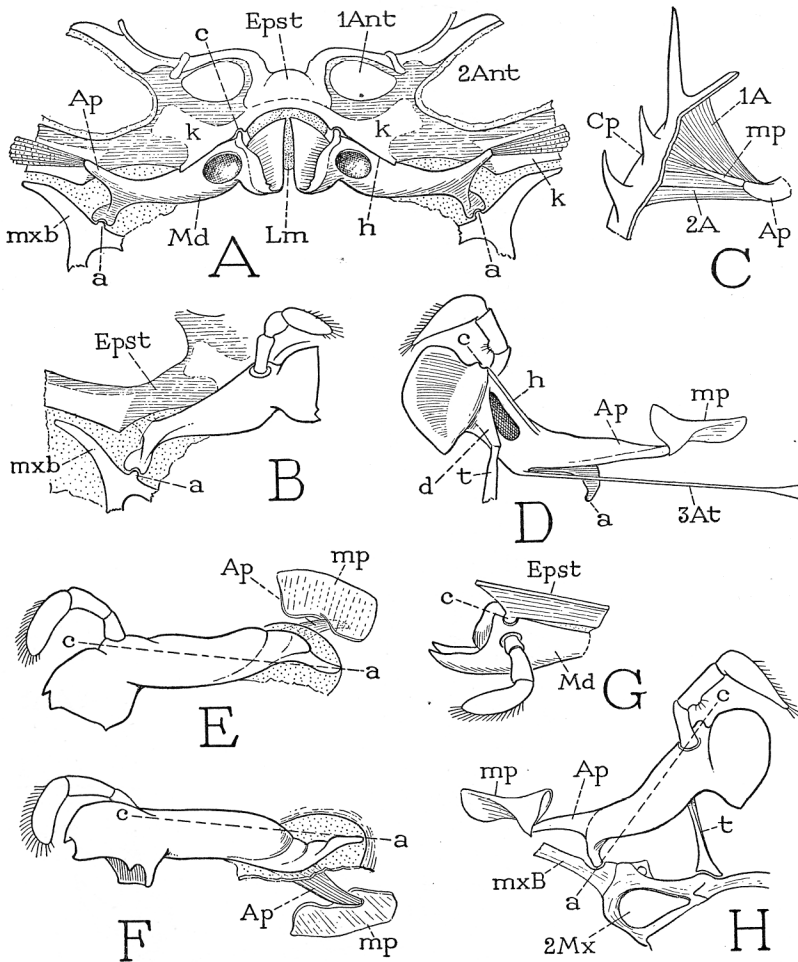 c Epst 1Ant
2Ant
Ap k k
k
mxb Md Lm h
a a
A
1A
Cp mp
2A Ap
C
Epst
mxb
a
B
c h mp
Ap
d t
a 3At
D
Ap mp
c
a
E
Epst
c
Md
G
c
a
Ap
mp
F
c
mp Ap
t
mxB
a
2Mx
H